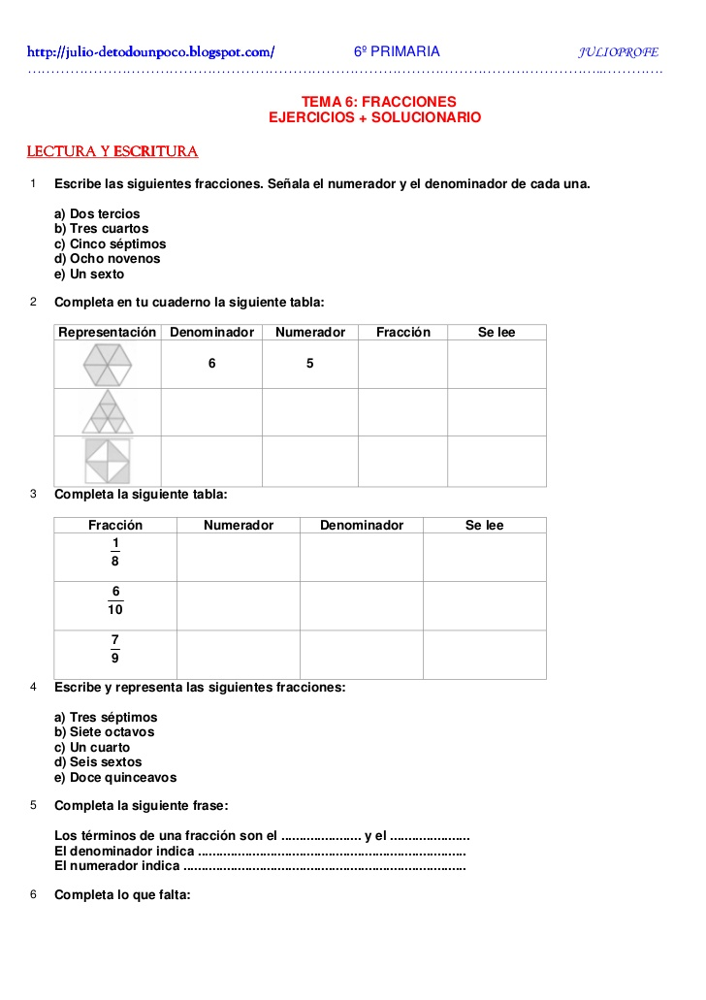 http://julio-detodounpoco.blogspot.com/ 6º PRIMARIA JULIOPROFE
TEMA 6: FRACCIONES
EJERCICIOS + SOLUCIONARIO
LECTURA Y ESCRITURA
1 Escribe las siguientes fracciones. Señala el numerador y el denominador de cada una.
a) Dos tercios
b) Tres cuartos
c) Cinco séptimos
d) Ocho novenos
e) Un sexto
2 Completa en tu cuaderno la siguiente tabla:
Representación Denominador Numerador Fracción Se lee
6 5
3 Completa la siguiente tabla:
Fracción Numerador Denominador Se lee
1
8
6
10
7
9
4 Escribe y representa las siguientes fracciones:
a) Tres séptimos
b) Siete octavos
c) Un cuarto
d) Seis sextos
e) Doce quinceavos
5 Completa la siguiente frase:
Los términos de una fracción son el ...................... y el ......................
El denominador indica ..........................................................................
El numerador indica ..............................................................................
6 Completa lo que falta: